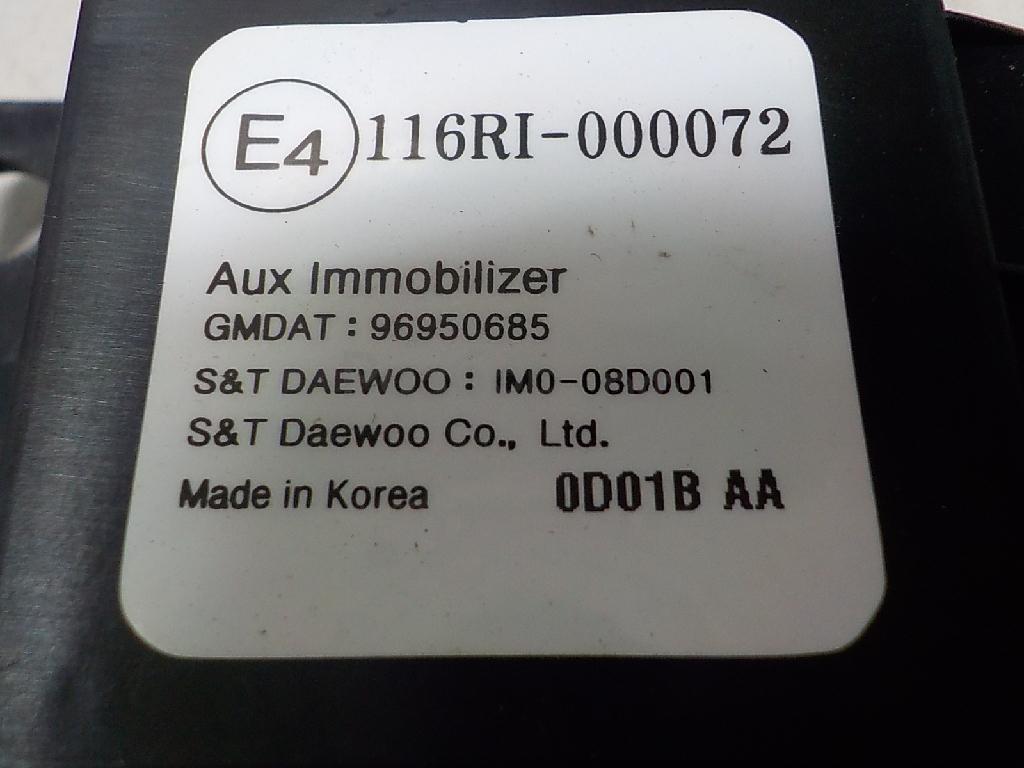 E4 116RI-000072
Aux Immobilizer
GMDAT : 96950685
S&T DAEWOO : IM0-08D001
S&T Daewoo Co., Ltd.
Made in Korea 0D01B AA